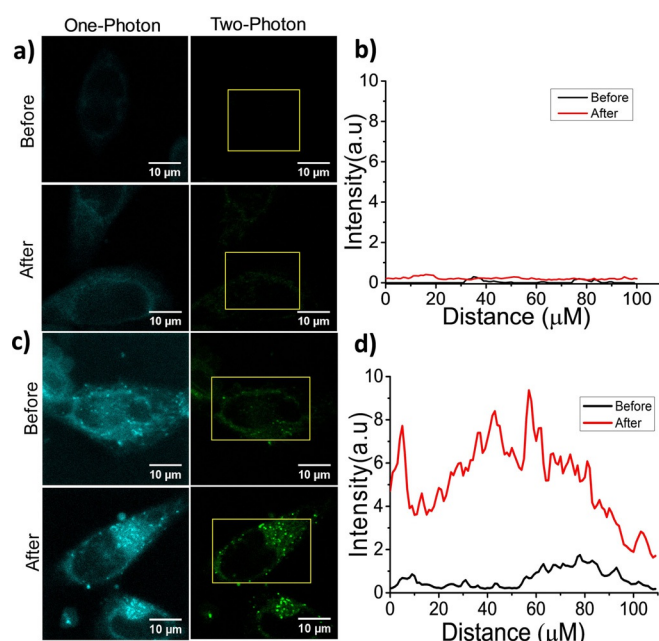 One-Photon Two-Photon
a)
Before
10 μm 10 μm
After
10 μm 10 μm
c)
Before
10 μm 10 μm
After
10 μm 10 μm
b)
10
8
6
4
2
0
Intensity(a.u)
Before
After
0 20 40 60 80 100
Distance (μM)
d)
10
8
6
4
2
0
Intensity(a.u)
Before
After
0 20 40 60 80 100
Distance (μM)